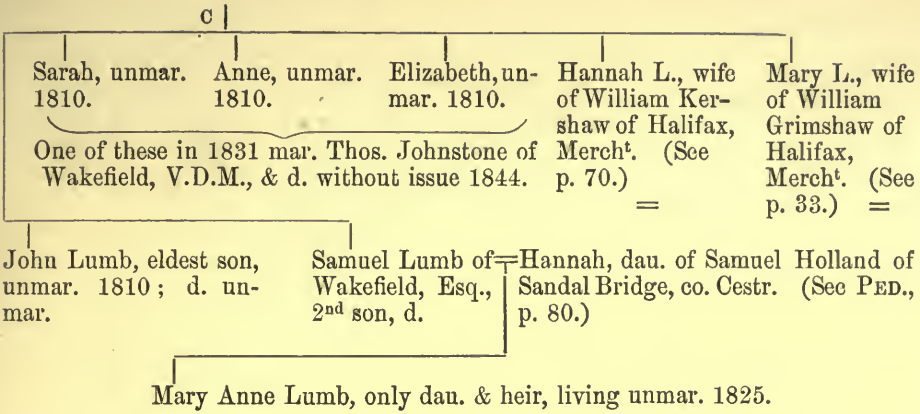 C
Sarah, unmar. 1810.
Anne, unmar. 1810.
Elizabeth, un-
mar. 1810.
One of these in 1831 mar. Thos. Johnstone of
Wakefield, V.D.M., & d. without issue 1844.
Hannah L., wife
of William Ker-
shaw of Halifax,
Mercht. (See
p. 70.)
=
Mary L., wife
of William
Grimshaw of
Halifax,
Mercht. (See
p. 33.) =
John Lumb, eldest son,
unmar. 1810; d. un-
mar.
Samuel Lumb of
Wakefield, Esq.,
2nd son, d.
=
Hannah, dau. of Samuel Holland of
Sandal Bridge, co. Cestr. (See PED.,
p. 80.)
Mary Anne Lumb, only dau. & heir, living unmar. 1825.